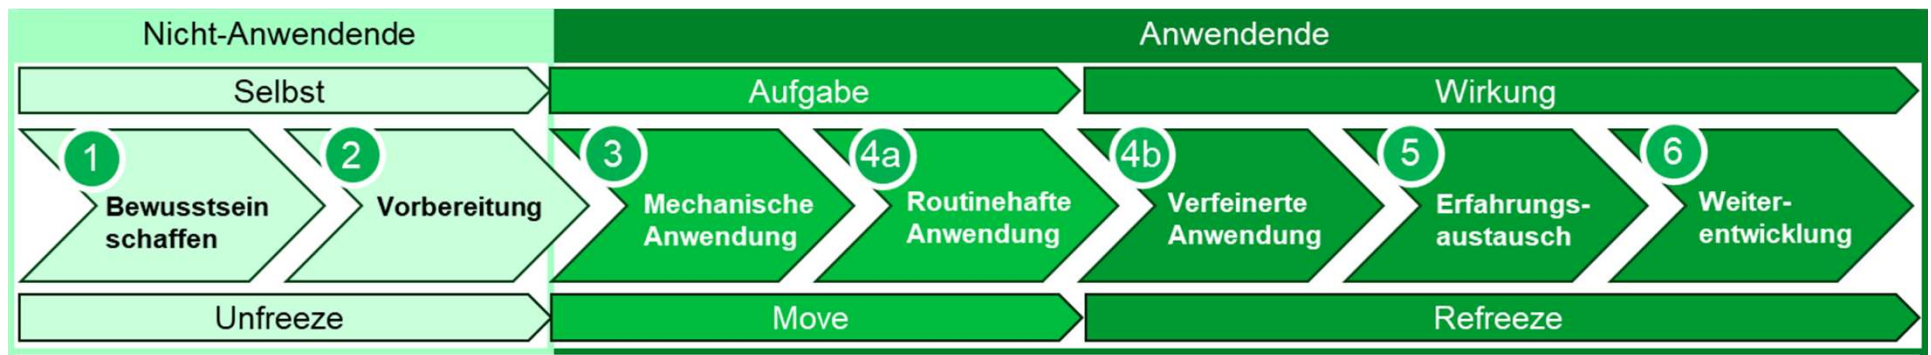 Nicht-Anwendende
Anwendende
Selbst
Aufgabe
Wirkung
1
Bewusstsein
schaffen
2
Vorbereitung
3
Mechanische
Anwendung
4a
Routinehafte
Anwendung
4b
Verfeinerte
Anwendung
5
Erfahrungs-
austausch
6
Weiter-
entwicklung
Unfreeze
Move
Refreeze